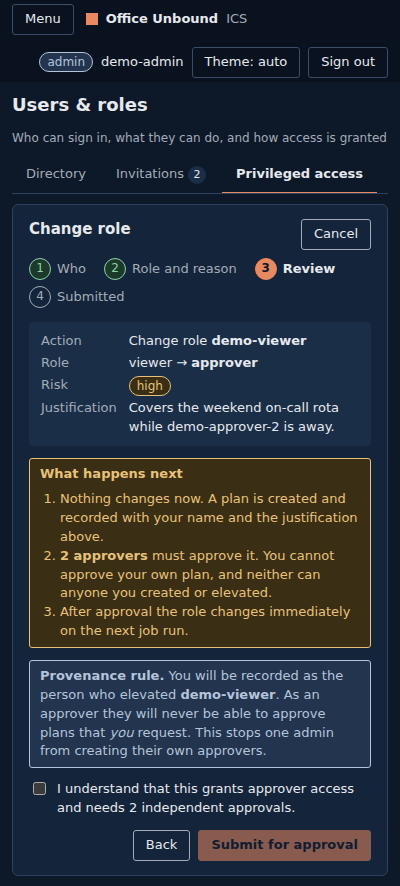 Menu Office Unbound ICS
admin demo-admin Theme: auto Sign out
Users & roles
Who can sign in, what they can do, and how access is granted
Directory Invitations 2 Privileged access
Change role Cancel
1 Who 2 Role and reason 3 Review
4 Submitted
Action Change role demo-viewer
Role viewer → approver
Risk high
Justification Covers the weekend on-call rota
while demo-approver-2 is away.
What happens next
1. Nothing changes now. A plan is created and
recorded with your name and the justification
above.
2. 2 approvers must approve it. You cannot
approve your own plan, and neither can
anyone you created or elevated.
3. After approval the role changes immediately
on the next job run.
Provenance rule. You will be recorded as the
person who elevated demo-viewer. As an
approver they will never be able to approve
plans that you request. This stops one admin
from creating their own approvers.
I understand that this grants approver access
and needs 2 independent approvals.
Back Submit for approval